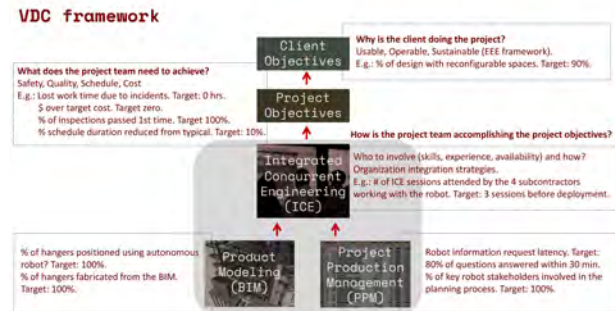 VDC framework
Client
Objectives
Why is the client doing the project?
Usable, Operable, Sustainable (EEE framework).
E.g.: % of design with reconfigurable spaces. Target: 90%.
What does the project team need to achieve?
Safety, Quality, Schedule, Cost
E.g.: Lost work time due to incidents. Target: 0 hrs.
$ over target cost. Target zero.
% of inspections passed 1st time. Target 100%.
% schedule duration reduced from typical. Target: 10%.
Project
Objectives
How is the project team accomplishing the project objectives?
Who to involve (skills, experience, availability) and how?
Organization integration strategies.
E.g.: # of ICE sessions attended by the 4 subcontractors
working with the robot. Target: 3 sessions before deployment.
Integrated
Concurrent
Engineering
(ICE)
% of hangers positioned using autonomous
robot? Target: 100%.
% of hangers fabricated from the BIM.
Target: 100%.
Product
Modeling
(BIM)
Project
Production
Management
(PPM)
Robot information request latency. Target:
80% of questions answered within 30 min.
% of key robot stakeholders involved in the
planning process. Target: 100%.